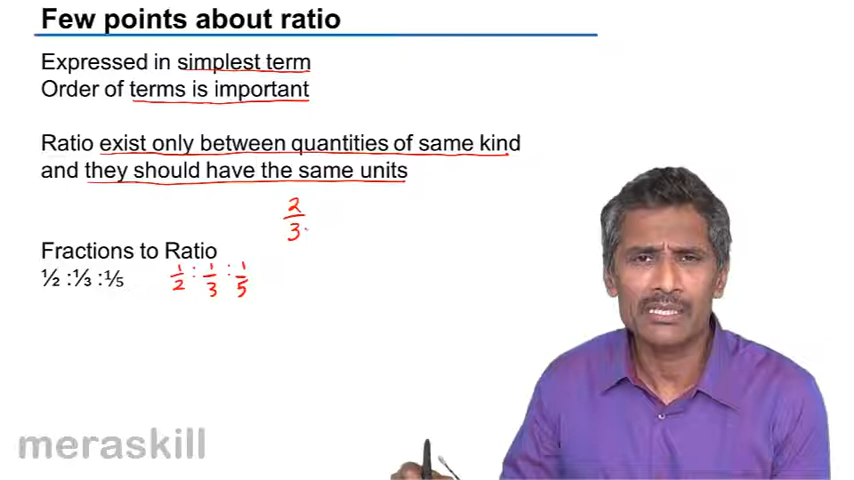 Few points about ratio
Expressed in simplest term
Order of terms is important
Ratio exist only between quantities of same kind
and they should have the same units
2/3
Fractions to Ratio
½ :⅓ :⅕ 1/2 : 1/3 : 1/5
meraskill